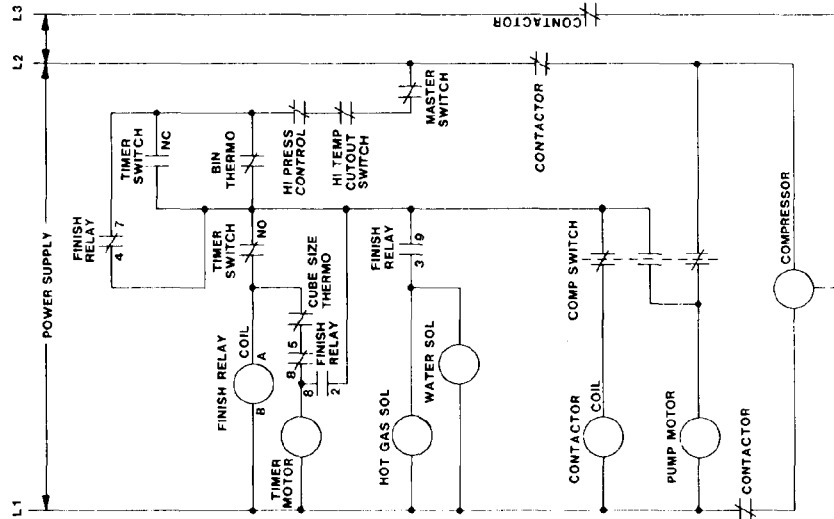 L1
L2
L3
POWER SUPPLY
FINISH
RELAY
4 7
TIMER
SWITCH
NC
FINISH RELAY
COIL
B A
TIMER
SWITCH
NO
BIN
THERMO
TIMER
MOTOR
8 5
CUBE SIZE
THERMO
FINISH
RELAY
8
2
HI PRESS
CONTROL
HI TEMP
CUTOUT
SWITCH
HOT GAS SOL
FINISH
RELAY
3 9
MASTER
SWITCH
WATER SOL
CONTACTOR
COIL
COMP SWITCH
CONTACTOR
PUMP MOTOR
CONTACTOR
COMPRESSOR
CONTACTOR